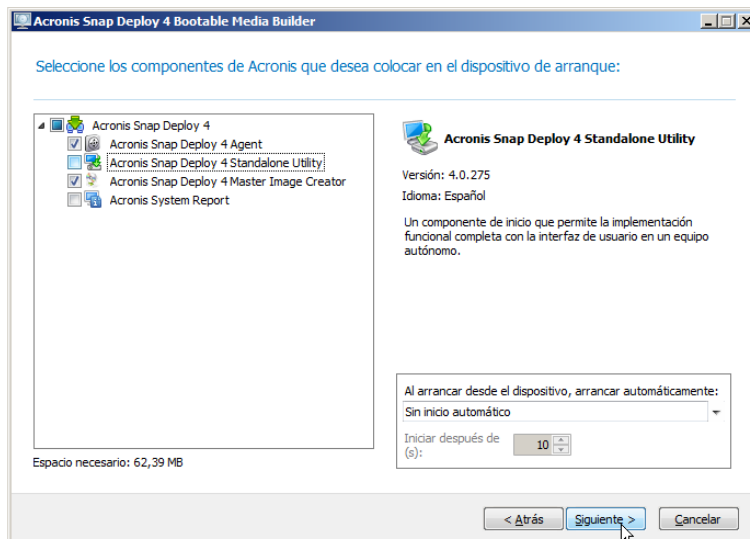 Acronis Snap Deploy 4 Bootable Media Builder
Seleccione los componentes de Acronis que desea colocar en el dispositivo de arranque:
Acronis Snap Deploy 4
Acronis Snap Deploy 4 Agent
Acronis Snap Deploy 4 Standalone Utility
Acronis Snap Deploy 4 Master Image Creator
Acronis System Report
Espacio necesario: 62,39 MB
Acronis Snap Deploy 4 Standalone Utility
Versión: 4.0.275
Idioma: Español
Un componente de inicio que permite la implementación
funcional completa con la interfaz de usuario en un equipo
autónomo.
Al arrancar desde el dispositivo, arrancar automáticamente:
Sin inicio automático
Iniciar después de
(s):
10
< Atrás
Siguiente >
Cancelar